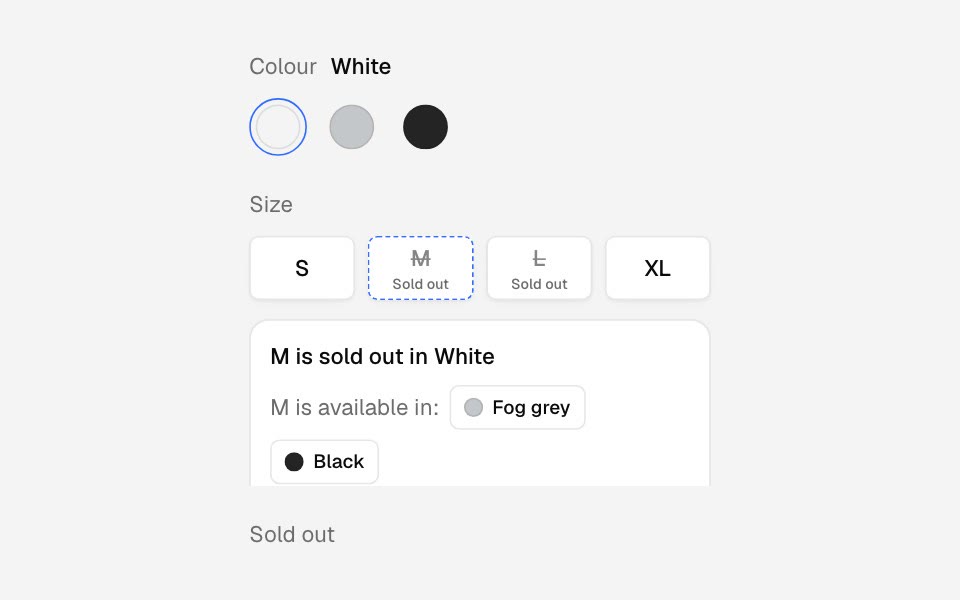 Colour White
Size
S
M
Sold out
L
Sold out
XL
M is sold out in White
M is available in: Fog grey
Black
Sold out